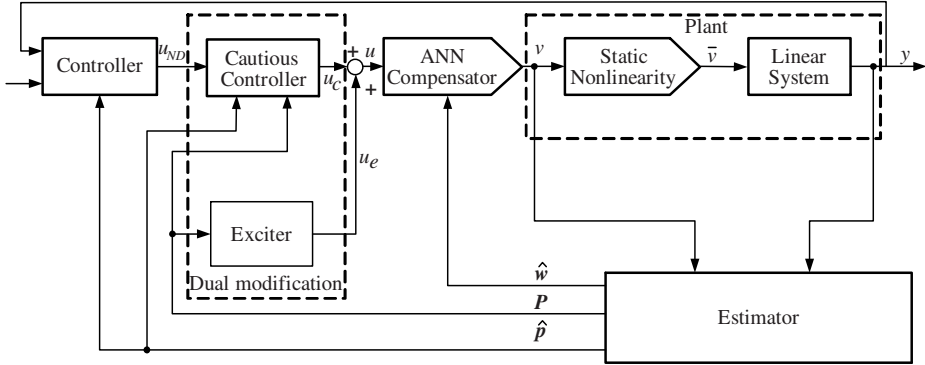 Plant
Controller
u_ND
Cautious
Controller
u_c
+
+
u
ANN
Compensator
v
Static
Nonlinearity
v̄
Linear
System
y
u_e
Exciter
Dual modification
ŵ
P
p̂
Estimator